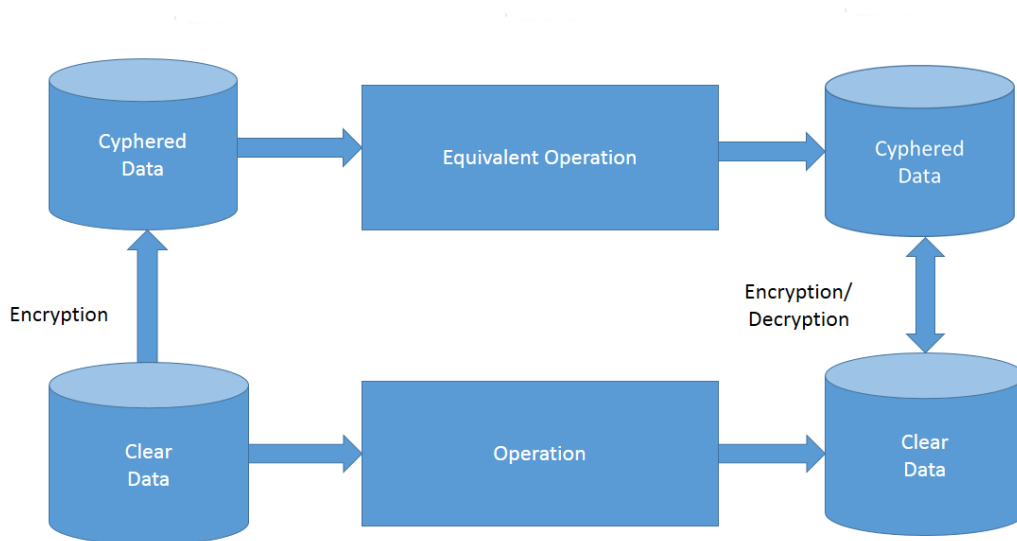 Cyphered
Data
Equivalent Operation
Cyphered
Data
Encryption
Encryption/
Decryption
Clear
Data
Operation
Clear
Data